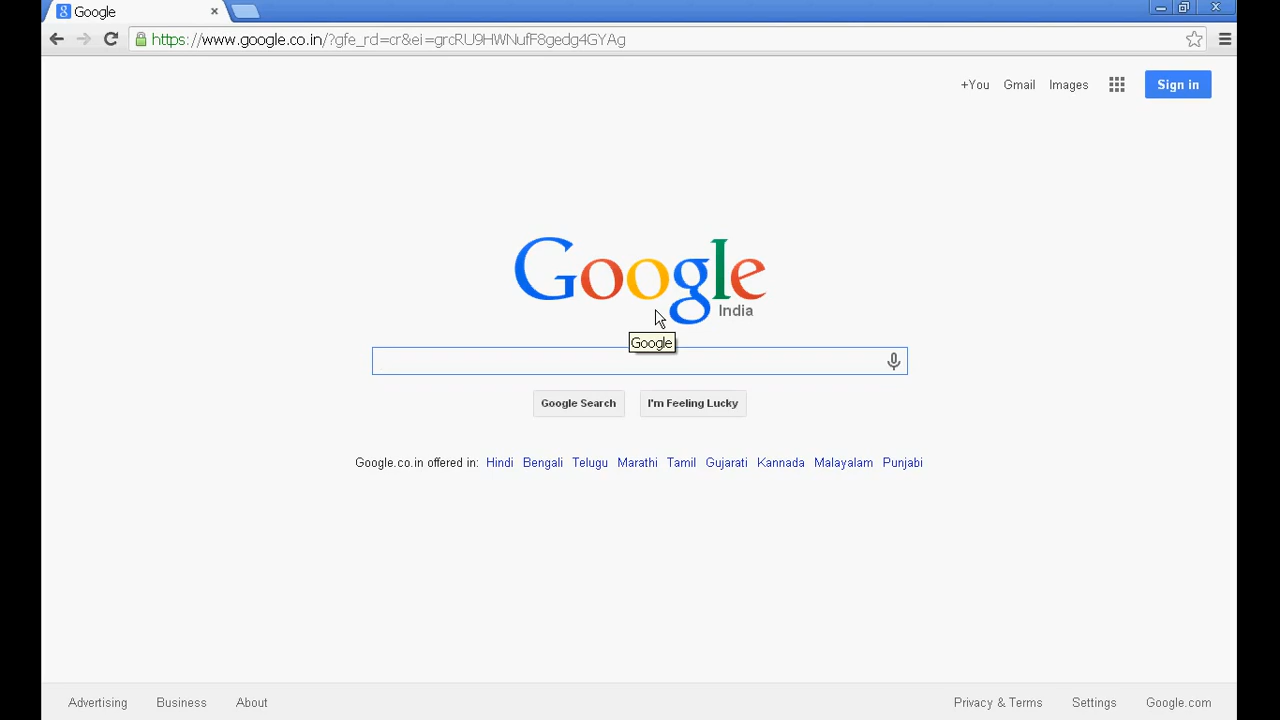 Google
https://www.google.co.in/?gfe_rd=cr&ei=grcRU9HWNufF8gedg4GYAg
+You Gmail Images Sign in
Google
India
Google
Google Search I'm Feeling Lucky
Google.co.in offered in: Hindi Bengali Telugu Marathi Tamil Gujarati Kannada Malayalam Punjabi
Advertising Business About Privacy & Terms Settings Google.com